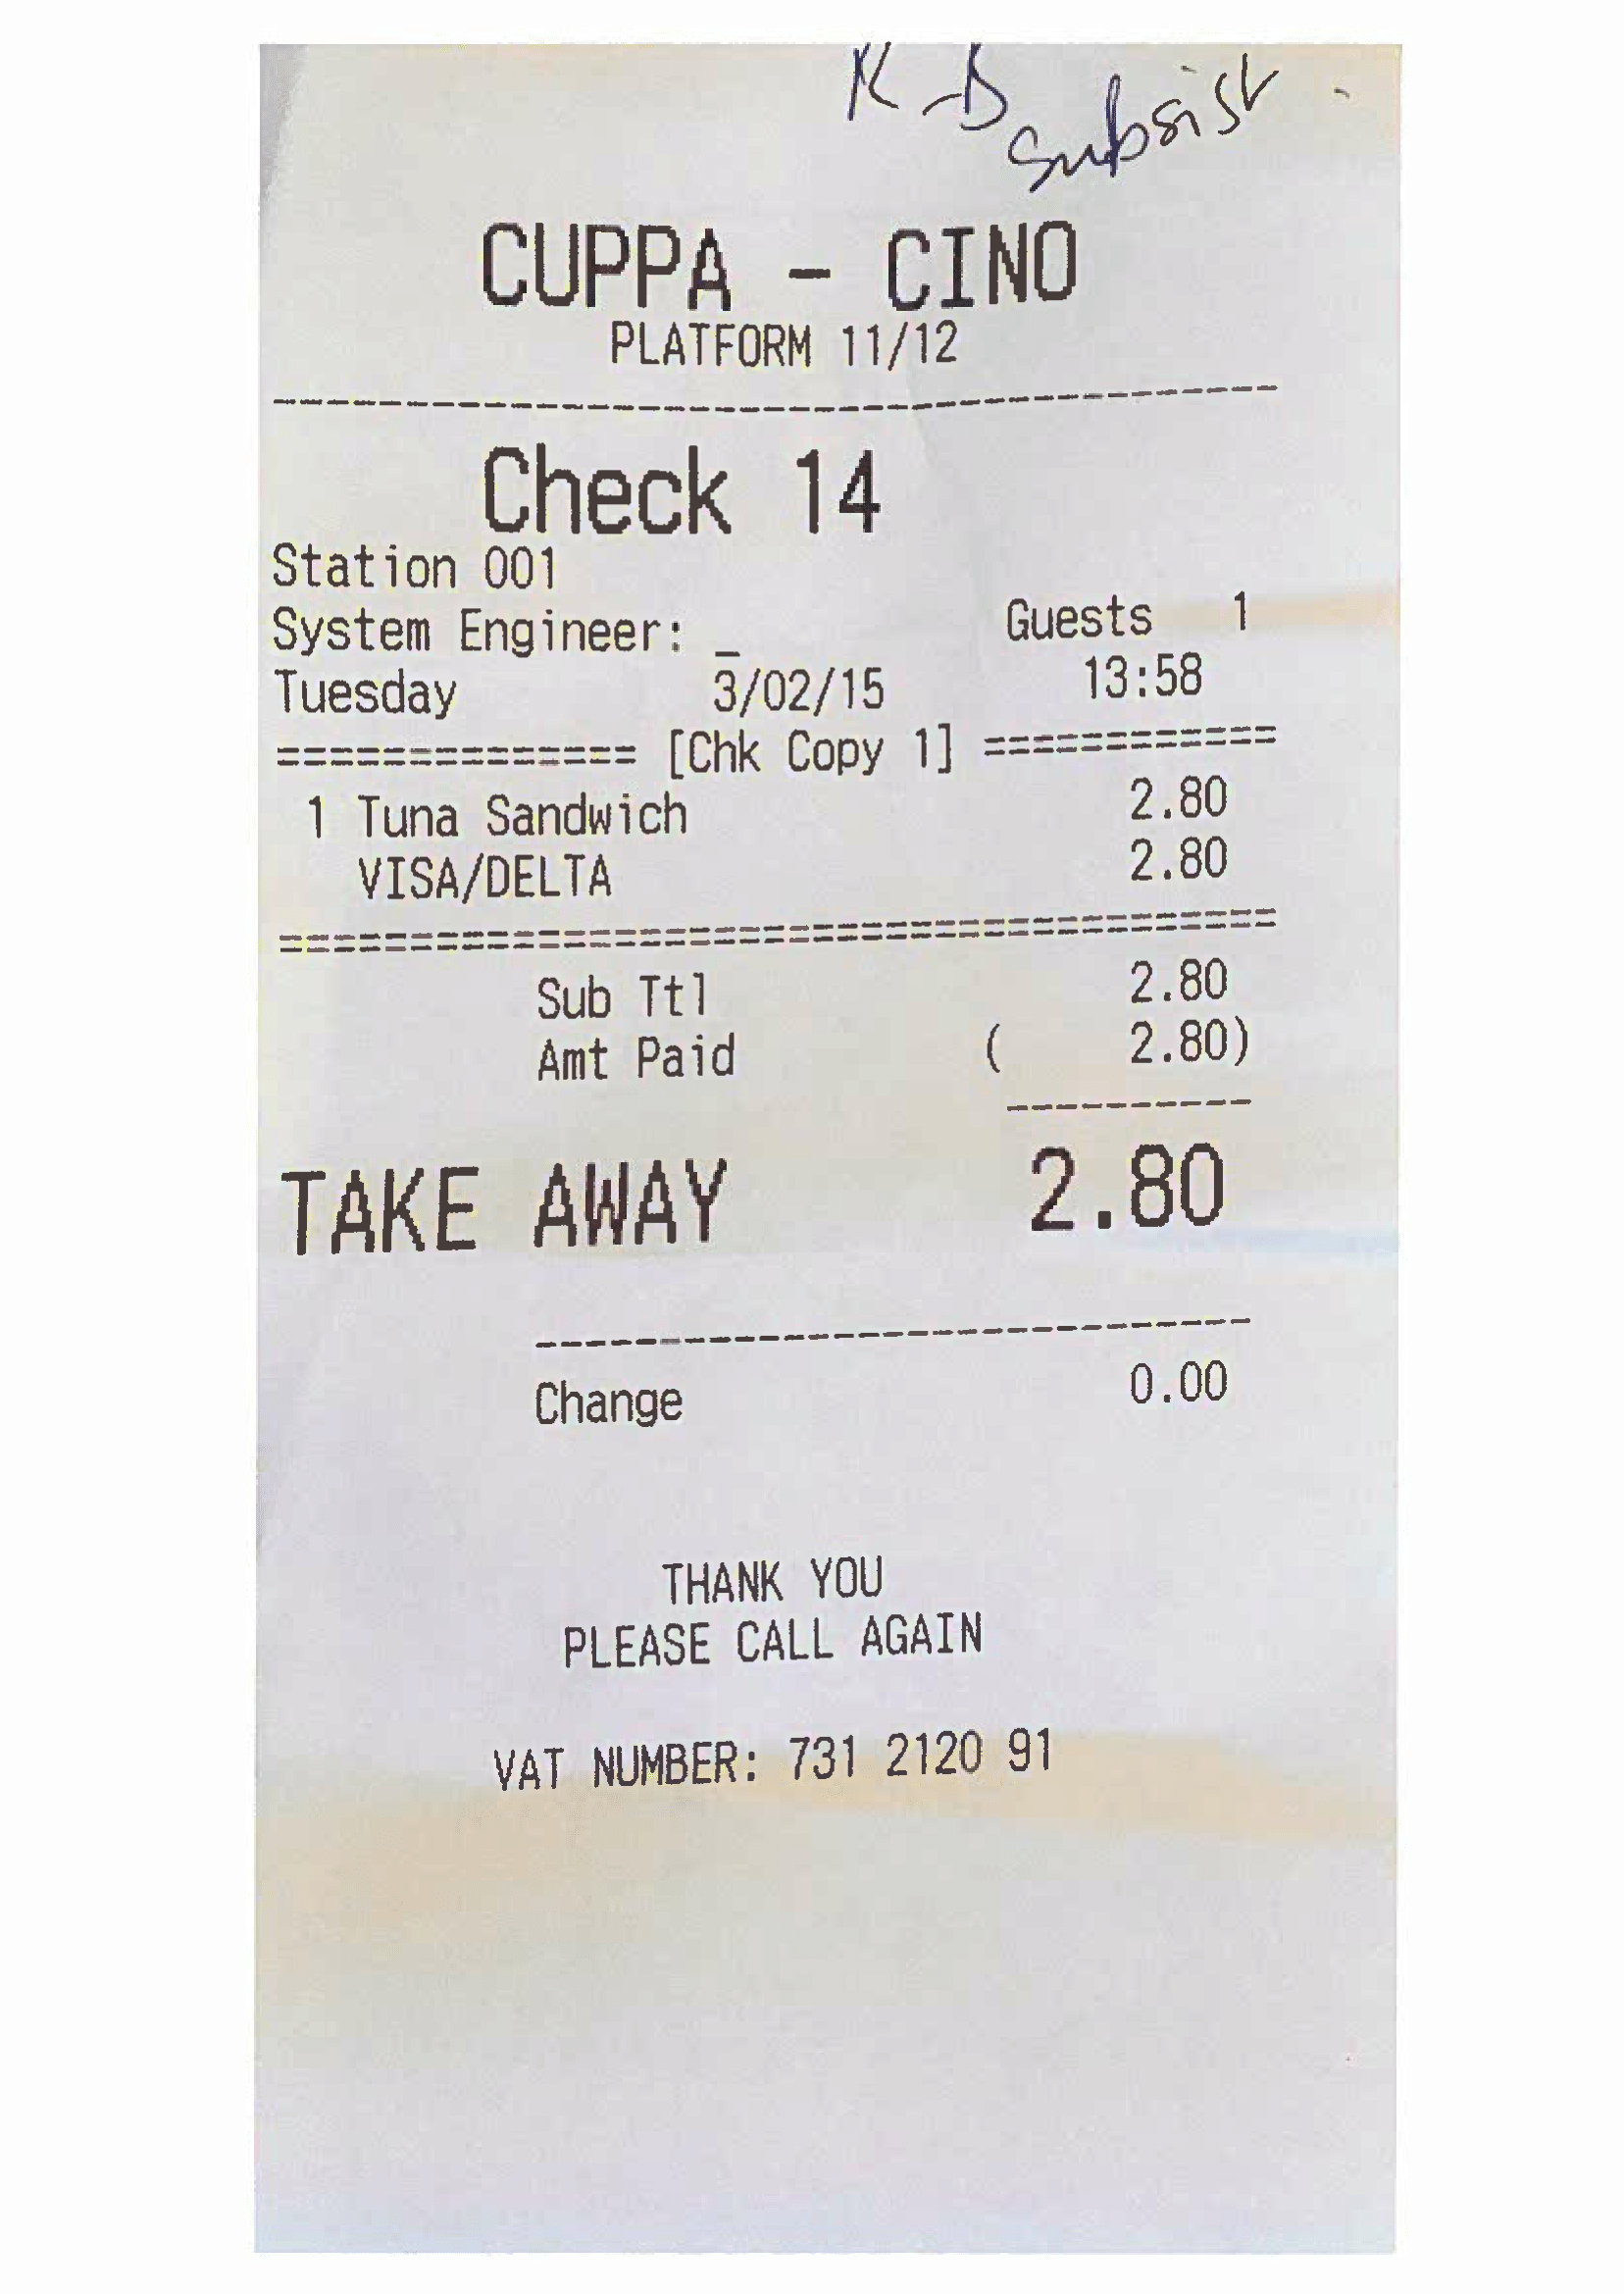 K B
Subsist.
CUPPA - CINO
PLATFORM 11/12
----------------------------------------
Check 14
Station 001
System Engineer: _ Guests 1
Tuesday 3/02/15 13:58
============== [Chk Copy 1] ============
1 Tuna Sandwich 2.80
VISA/DELTA 2.80
========================================
Sub Ttl 2.80
Amt Paid ( 2.80)
----------
TAKE AWAY 2.80
-----------------------------
Change 0.00
THANK YOU
PLEASE CALL AGAIN
VAT NUMBER: 731 2120 91